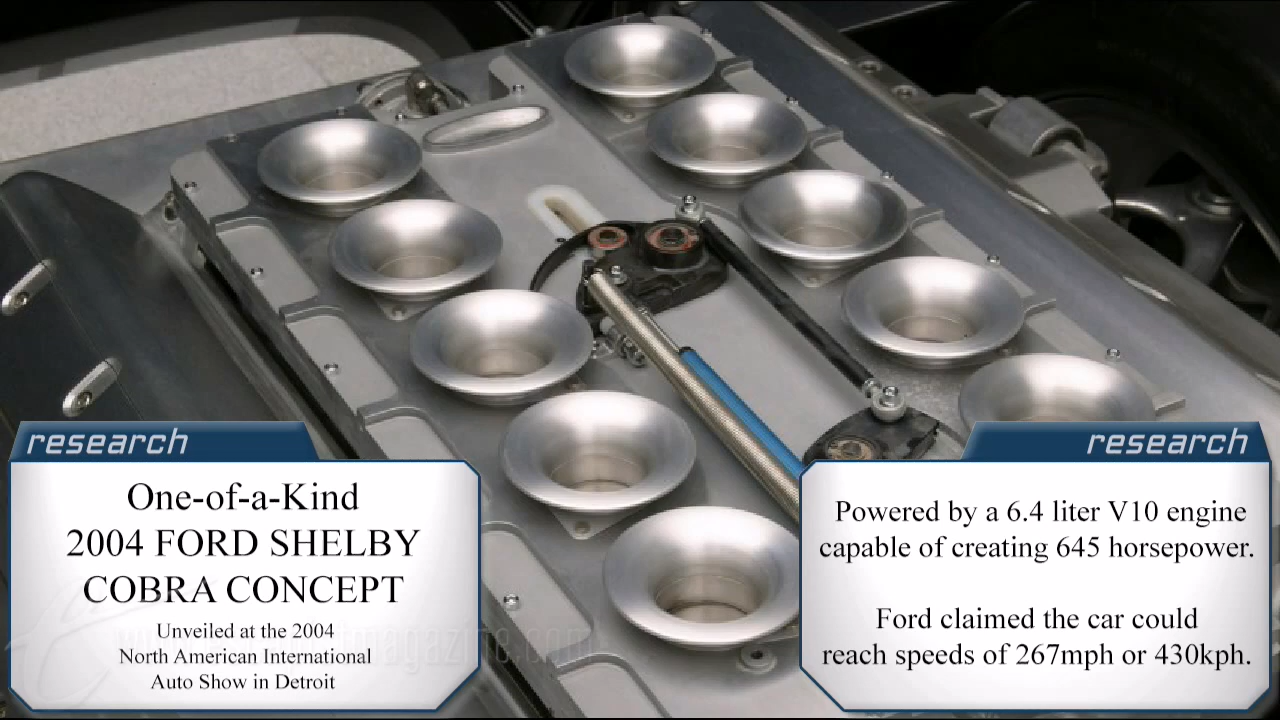 research
One-of-a-Kind
2004 FORD SHELBY
COBRA CONCEPT
Unveiled at the 2004
North American International
Auto Show in Detroit
research
Powered by a 6.4 liter V10 engine
capable of creating 645 horsepower.
Ford claimed the car could
reach speeds of 267mph or 430kph.